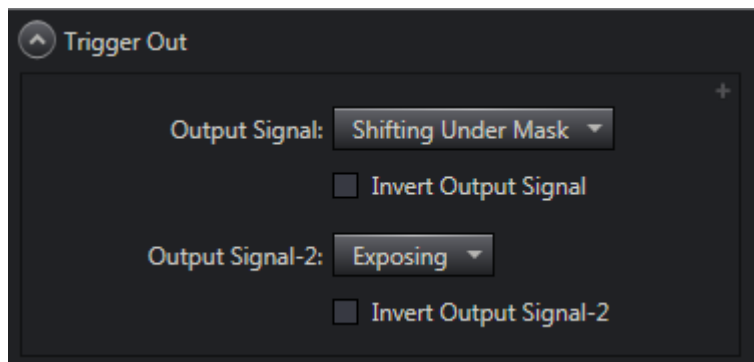 Trigger Out
Output Signal: Shifting Under Mask
Invert Output Signal
Output Signal-2: Exposing
Invert Output Signal-2